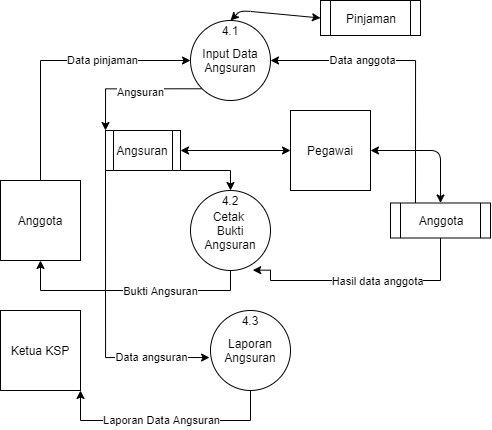 Pinjaman
4.1
Input Data
Angsuran
Data pinjaman
Data anggota
Angsuran
Angsuran
Pegawai
Anggota
4.2
Cetak
Bukti
Angsuran
Anggota
Hasil data anggota
Bukti Angsuran
4.3
Laporan
Angsuran
Ketua KSP
Data angsuran
Laporan Data Angsuran